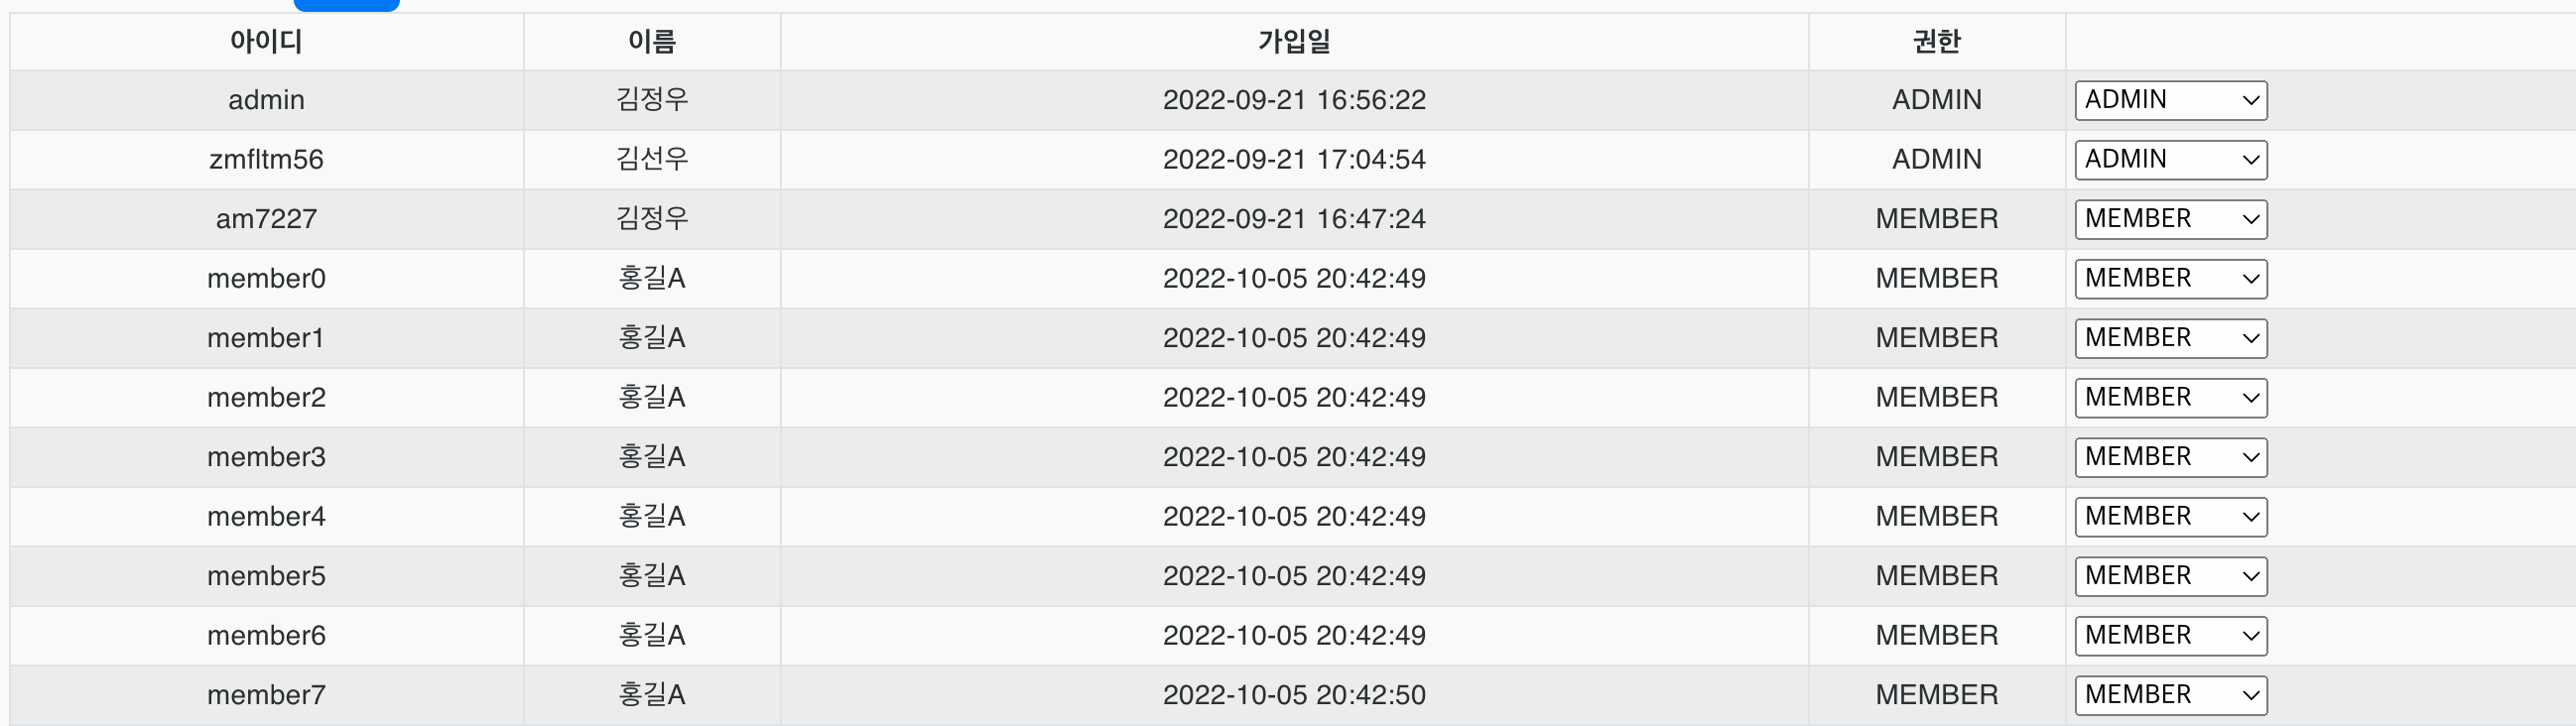 아이디 이름 가입일 권한
admin 김정우 2022-09-21 16:56:22 ADMIN ADMIN
zmfltm56 김선우 2022-09-21 17:04:54 ADMIN ADMIN
am7227 김정우 2022-09-21 16:47:24 MEMBER MEMBER
member0 홍길A 2022-10-05 20:42:49 MEMBER MEMBER
member1 홍길A 2022-10-05 20:42:49 MEMBER MEMBER
member2 홍길A 2022-10-05 20:42:49 MEMBER MEMBER
member3 홍길A 2022-10-05 20:42:49 MEMBER MEMBER
member4 홍길A 2022-10-05 20:42:49 MEMBER MEMBER
member5 홍길A 2022-10-05 20:42:49 MEMBER MEMBER
member6 홍길A 2022-10-05 20:42:49 MEMBER MEMBER
member7 홍길A 2022-10-05 20:42:50 MEMBER MEMBER